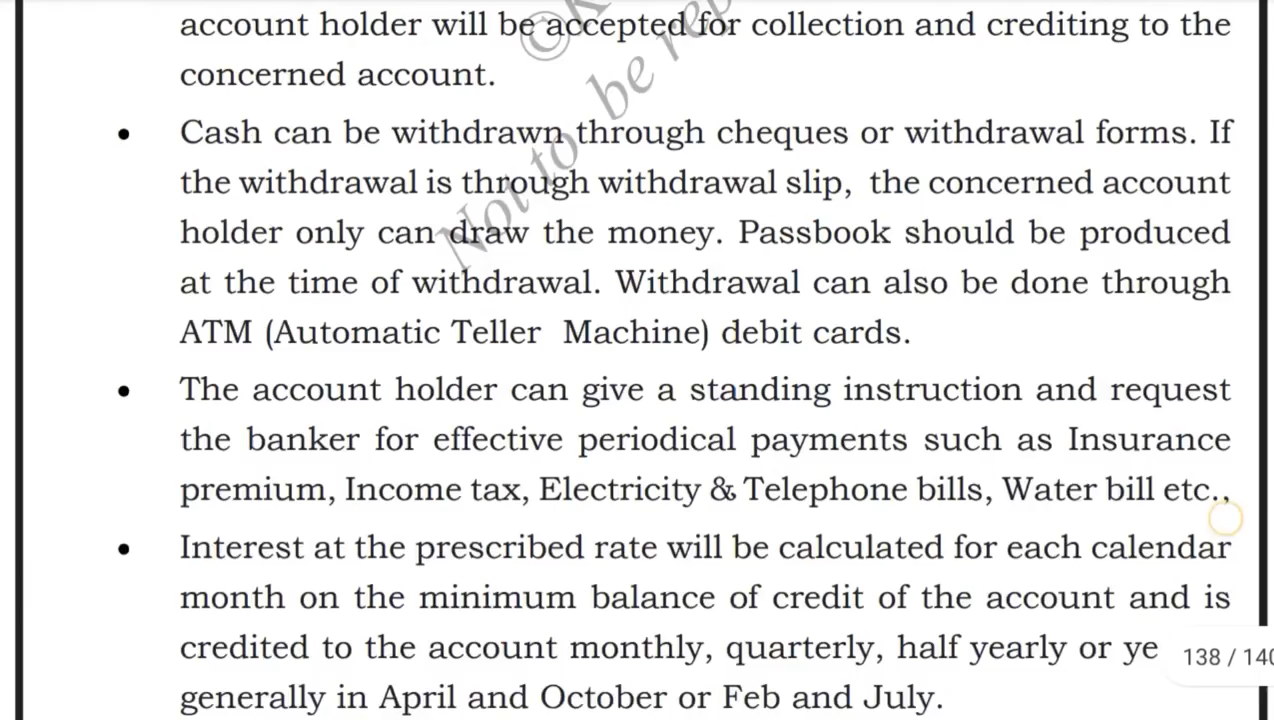 account holder will be accepted for collection and crediting to the
concerned account.
• Cash can be withdrawn through cheques or withdrawal forms. If
the withdrawal is through withdrawal slip, the concerned account
holder only can draw the money. Passbook should be produced
at the time of withdrawal. Withdrawal can also be done through
ATM (Automatic Teller Machine) debit cards.
• The account holder can give a standing instruction and request
the banker for effective periodical payments such as Insurance
premium, Income tax, Electricity & Telephone bills, Water bill etc.,
• Interest at the prescribed rate will be calculated for each calendar
month on the minimum balance of credit of the account and is
credited to the account monthly, quarterly, half yearly or ye
138 / 140
generally in April and October or Feb and July.
©K
Not to be rep